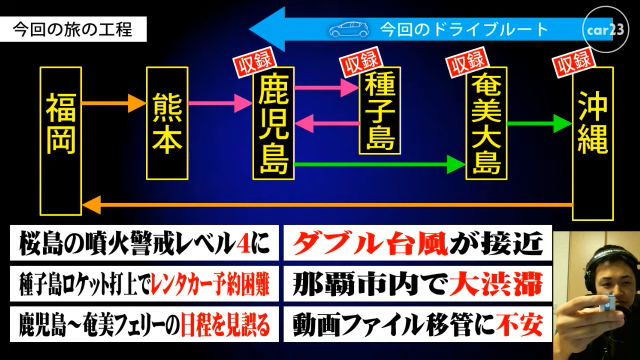 今回の旅の工程
今回のドライブルート
car23
収録
収録
収録
収録
福岡
熊本
鹿児島
種子島
奄美大島
沖縄
桜島の噴火警戒レベル4に
ダブル台風が接近
種子島ロケット打上でレンタカー予約困難
那覇市内で大渋滞
鹿児島～奄美フェリーの日程を見誤る
動画ファイル移管に不安